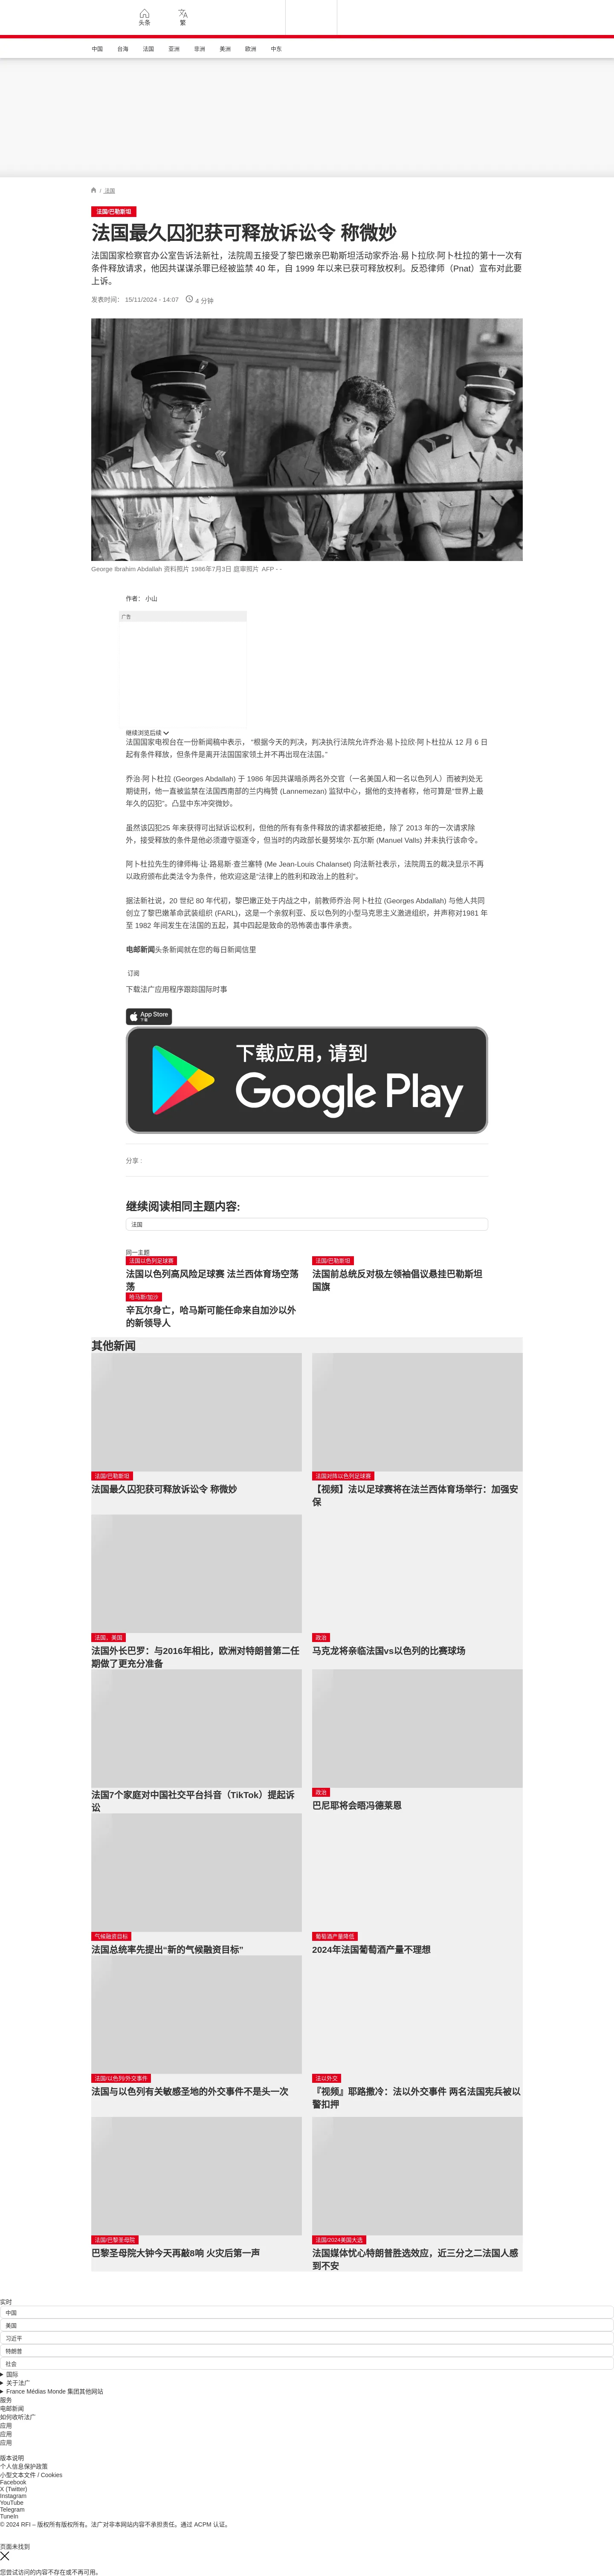 头条
繁
中国
台海
法国
亚洲
非洲
美洲
欧洲
中东
/ 法国
法国/巴勒斯坦
法国最久囚犯获可释放诉讼令 称微妙
法国国家检察官办公室告诉法新社，法院周五接受了黎巴嫩亲巴勒斯坦活动家乔治·易卜拉欣·阿卜杜拉的第十一次有
条件释放请求，他因共谋谋杀罪已经被监禁 40 年，自 1999 年以来已获可释放权利。反恐律师（Pnat）宣布对此要
上诉。
发表时间： 15/11/2024 - 14:07
4 分钟
George Ibrahim Abdallah 资料照片 1986年7月3日 庭审照片 AFP - -
作者： 小山
广告
继续浏览后续
法国国家电视台在一份新闻稿中表示， “根据今天的判决，判决执行法院允许乔治·易卜拉欣·阿卜杜拉从 12 月 6 日
起有条件释放，但条件是离开法国国家领土并不再出现在法国。”
乔治·阿卜杜拉 (Georges Abdallah) 于 1986 年因共谋暗杀两名外交官（一名美国人和一名以色列人）而被判处无
期徒刑，他一直被监禁在法国西南部的兰内梅赞 (Lannemezan) 监狱中心，据他的支持者称，他可算是“世界上最
年久的囚犯”。凸显中东冲突微妙。
虽然该囚犯25 年来获得可出狱诉讼权利，但他的所有有条件释放的请求都被拒绝，除了 2013 年的一次请求除
外，接受释放的条件是他必须遵守驱逐令，但当时的内政部长曼努埃尔·瓦尔斯 (Manuel Valls) 并未执行该命令。
阿卜杜拉先生的律师梅·让·路易斯·查兰塞特 (Me Jean-Louis Chalanset) 向法新社表示，法院周五的裁决显示不再
以政府颁布此类法令为条件，他欢迎这是“法律上的胜利和政治上的胜利”。
据法新社说，20 世纪 80 年代初，黎巴嫩正处于内战之中，前教师乔治·阿卜杜拉 (Georges Abdallah) 与他人共同
创立了黎巴嫩革命武装组织 (FARL)，这是一个亲叙利亚、反以色列的小型马克思主义激进组织，并声称对1981 年
至 1982 年间发生在法国的五起，其中四起是致命的恐怖袭击事件承责。
电邮新闻头条新闻就在您的每日新闻信里
订阅
下载法广应用程序跟踪国际时事
App Store
下载
下载应用，请到
Google Play
分享 :
继续阅读相同主题内容:
法国
同一主题
法国以色列足球赛
法国以色列高风险足球赛 法兰西体育场空荡
荡
法国/巴勒斯坦
法国前总统反对极左领袖倡议悬挂巴勒斯坦
国旗
哈马斯/加沙
辛瓦尔身亡，哈马斯可能任命来自加沙以外
的新领导人
其他新闻
法国/巴勒斯坦
法国最久囚犯获可释放诉讼令 称微妙
法国对阵以色列足球赛
【视频】法以足球赛将在法兰西体育场举行：加强安
保
法国、美国
法国外长巴罗：与2016年相比，欧洲对特朗普第二任
期做了更充分准备
政治
马克龙将亲临法国vs以色列的比赛球场
法国7个家庭对中国社交平台抖音（TikTok）提起诉
讼
政治
巴尼耶将会晤冯德莱恩
气候融资目标
法国总统率先提出"新的气候融资目标"
葡萄酒产量降低
2024年法国葡萄酒产量不理想
法国/以色列/外交事件
法国与以色列有关敏感圣地的外交事件不是头一次
法以外交
『视频』耶路撒冷：法以外交事件 两名法国宪兵被以
警扣押
法国/巴黎圣母院
巴黎圣母院大钟今天再敲8响 火灾后第一声
法国/2024美国大选
法国媒体忧心特朗普胜选效应，近三分之二法国人感
到不安
实时
中国
美国
习近平
特朗普
社会
国际
关于法广
France Médias Monde 集团其他网站
服务
电邮新闻
如何收听法广
应用
应用
应用
版本说明
个人信息保护政策
小型文本文件 / Cookies
Facebook
X (Twitter)
Instagram
YouTube
Telegram
TuneIn
© 2024 RFI – 版权所有版权所有。法广对非本网站内容不承担责任。通过 ACPM 认证。
页面未找到
您尝试访问的内容不存在或不再可用。